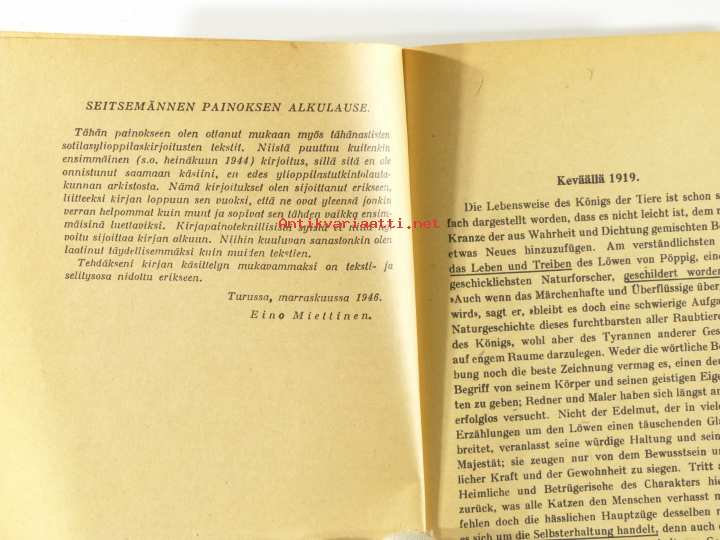 SEITSEMÄNNEN PAINOKSEN ALKULAUSE.
Tähän painokseen olen ottanut mukaan myös tähänastisten
sotilasylioppilaskirjoitusten tekstit. Niistä puuttuu kuitenkin
ensimmäinen (s.o. heinäkuun 1944) kirjoitus, sillä sitä en ole
onnistunut saamaan käsiini, en edes ylioppilastutkintolauta-
kunnan arkistosta. Nämä kirjoitukset olen sijoittanut erikseen,
liitteeksi kirjan loppuun sen vuoksi, että ne ovat yleensä jonkin
verran helpommat kuin muut ja sopivat sen tähden vaikka ensim-
mäisinä luettaviksi. Kirjapainoteknillisistä
voitu sijoittaa kirjan alkuun. Niihin kuuluvan sanastonkin olen
laatinut täydellisemmäksi kuin muiden tekstien.
Tehdäkseni kirjan käsittelyn mukavammaksi on teksti- ja
selitysosa nidottu erikseen.
Turussa, marraskuussa 1946.
Eino Miettinen.
Antikvariaatti.net
Keväällä 1919.
Die Lebensweise des Königs der Tiere ist schon s
fach dargestellt worden, dass es nicht leicht ist, dem r
Kranze der aus Wahrheit und Dichtung gemischten Be
etwas Neues hinzuzufügen. Am verständlichsten
das Leben und Treiben des Löwen von Pöppig, eine
geschicklichsten Naturforscher, geschildert worden
»Auch wenn das Märchenhafte und Überflüssige über
wird», sagt er, »bleibt es doch eine schwierige Aufga
Naturgeschichte dieses furchtbarsten aller Raubtiere
des Königs, wohl aber des Tyrannen anderer Ges
auf engem Raume darzulegen. Weder die wörtliche Be
bung noch die beste Zeichnung vermag es, einen deu
Begriff von seinem Körper und seinen geistigen Eige
ten zu geben; Redner und Maler haben sich längst an
erfolglos versucht. Nicht der Edelmut, der in viele
Erzählungen um den Löwen einen täuschenden Gla
breitet, veranlasst seine würdige Haltung und sein
Majestät; sie zeugen nur von dem Bewusstsein un
licher Kraft und der Gewohnheit zu siegen. Tritt a
Heimliche und Betrügerische des Charakters hie
zurück, was alle Katzen den Menschen verhasst m
fehlen doch die hässlichen Hauptzüge desselben n
es sich um die Selbsterhaltung handelt, denn auch d